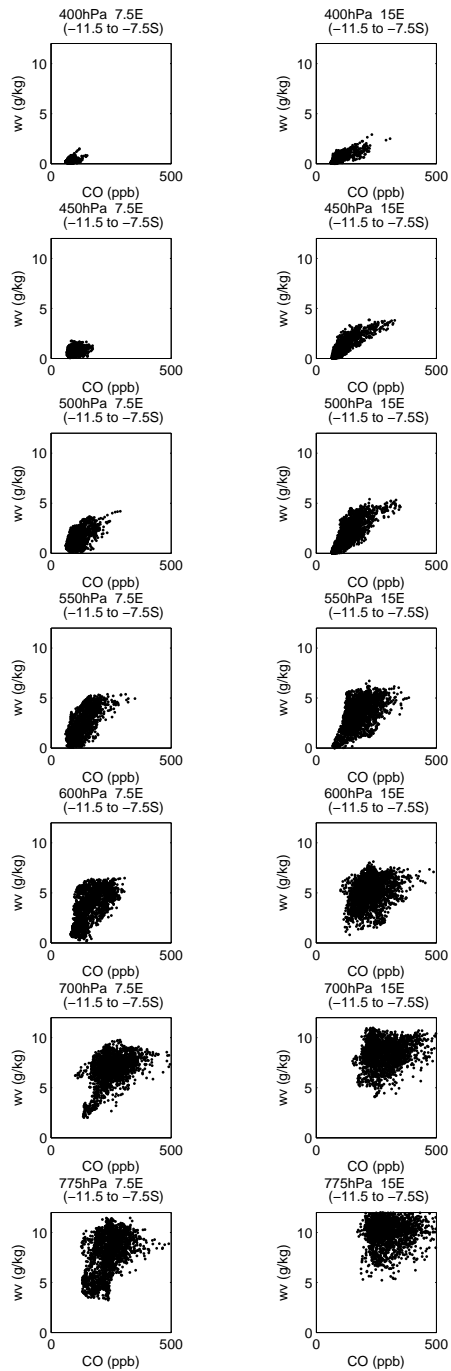 400hPa 7.5E
(−11.5 to −7.5S)
10
5
0
wv (g/kg)
0
500
CO (ppb)
400hPa 15E
(−11.5 to −7.5S)
10
5
0
wv (g/kg)
0
500
CO (ppb)
450hPa 7.5E
(−11.5 to −7.5S)
10
5
0
wv (g/kg)
0
500
CO (ppb)
450hPa 15E
(−11.5 to −7.5S)
10
5
0
wv (g/kg)
0
500
CO (ppb)
500hPa 7.5E
(−11.5 to −7.5S)
10
5
0
wv (g/kg)
0
500
CO (ppb)
500hPa 15E
(−11.5 to −7.5S)
10
5
0
wv (g/kg)
0
500
CO (ppb)
550hPa 7.5E
(−11.5 to −7.5S)
10
5
0
wv (g/kg)
0
500
CO (ppb)
550hPa 15E
(−11.5 to −7.5S)
10
5
0
wv (g/kg)
0
500
CO (ppb)
600hPa 7.5E
(−11.5 to −7.5S)
10
5
0
wv (g/kg)
0
500
CO (ppb)
600hPa 15E
(−11.5 to −7.5S)
10
5
0
wv (g/kg)
0
500
CO (ppb)
700hPa 7.5E
(−11.5 to −7.5S)
10
5
0
wv (g/kg)
0
500
CO (ppb)
700hPa 15E
(−11.5 to −7.5S)
10
5
0
wv (g/kg)
0
500
CO (ppb)
775hPa 7.5E
(−11.5 to −7.5S)
10
5
0
wv (g/kg)
0
500
CO (ppb)
775hPa 15E
(−11.5 to −7.5S)
10
5
0
wv (g/kg)
0
500
CO (ppb)